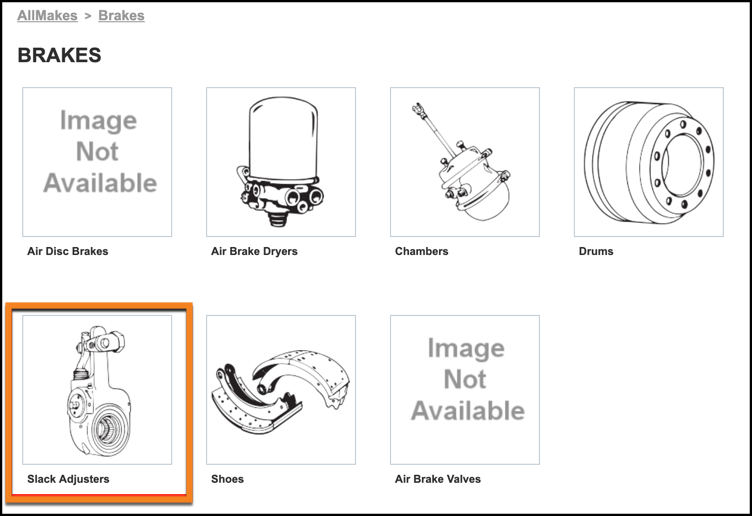 AllMakes > Brakes
BRAKES
Image
Not
Available
Air Disc Brakes
Air Brake Dryers
Chambers
Drums
Slack Adjusters
Shoes
Image
Not
Available
Air Brake Valves